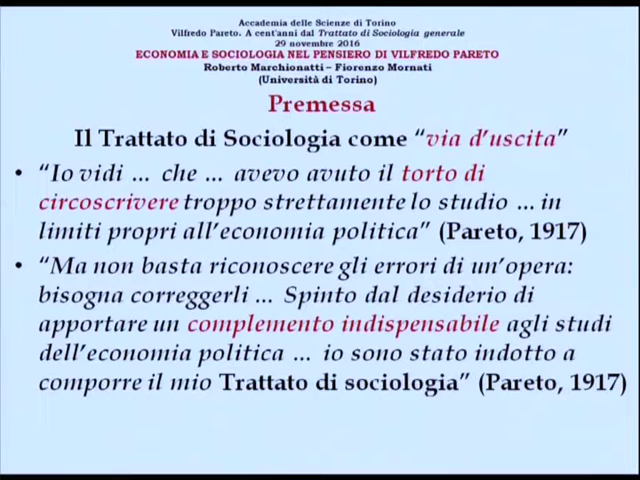 Accademia delle Scienze di Torino
Vilfredo Pareto. A cent'anni dal Trattato di Sociologia generale
29 novembre 2016
ECONOMIA E SOCIOLOGIA NEL PENSIERO DI VILFREDO PARETO
Roberto Marchionatti – Fiorenzo Mornati
(Università di Torino)
Premessa
Il Trattato di Sociologia come “via d’uscita”
• “Io vidi ... che ... avevo avuto il torto di
circoscrivere troppo strettamente lo studio ... in
limiti propri all’economia politica” (Pareto, 1917)
• “Ma non basta riconoscere gli errori di un’opera:
bisogna correggerli ... Spinto dal desiderio di
apportare un complemento indispensabile agli studi
dell’economia politica ... io sono stato indotto a
comporre il mio Trattato di sociologia” (Pareto, 1917)